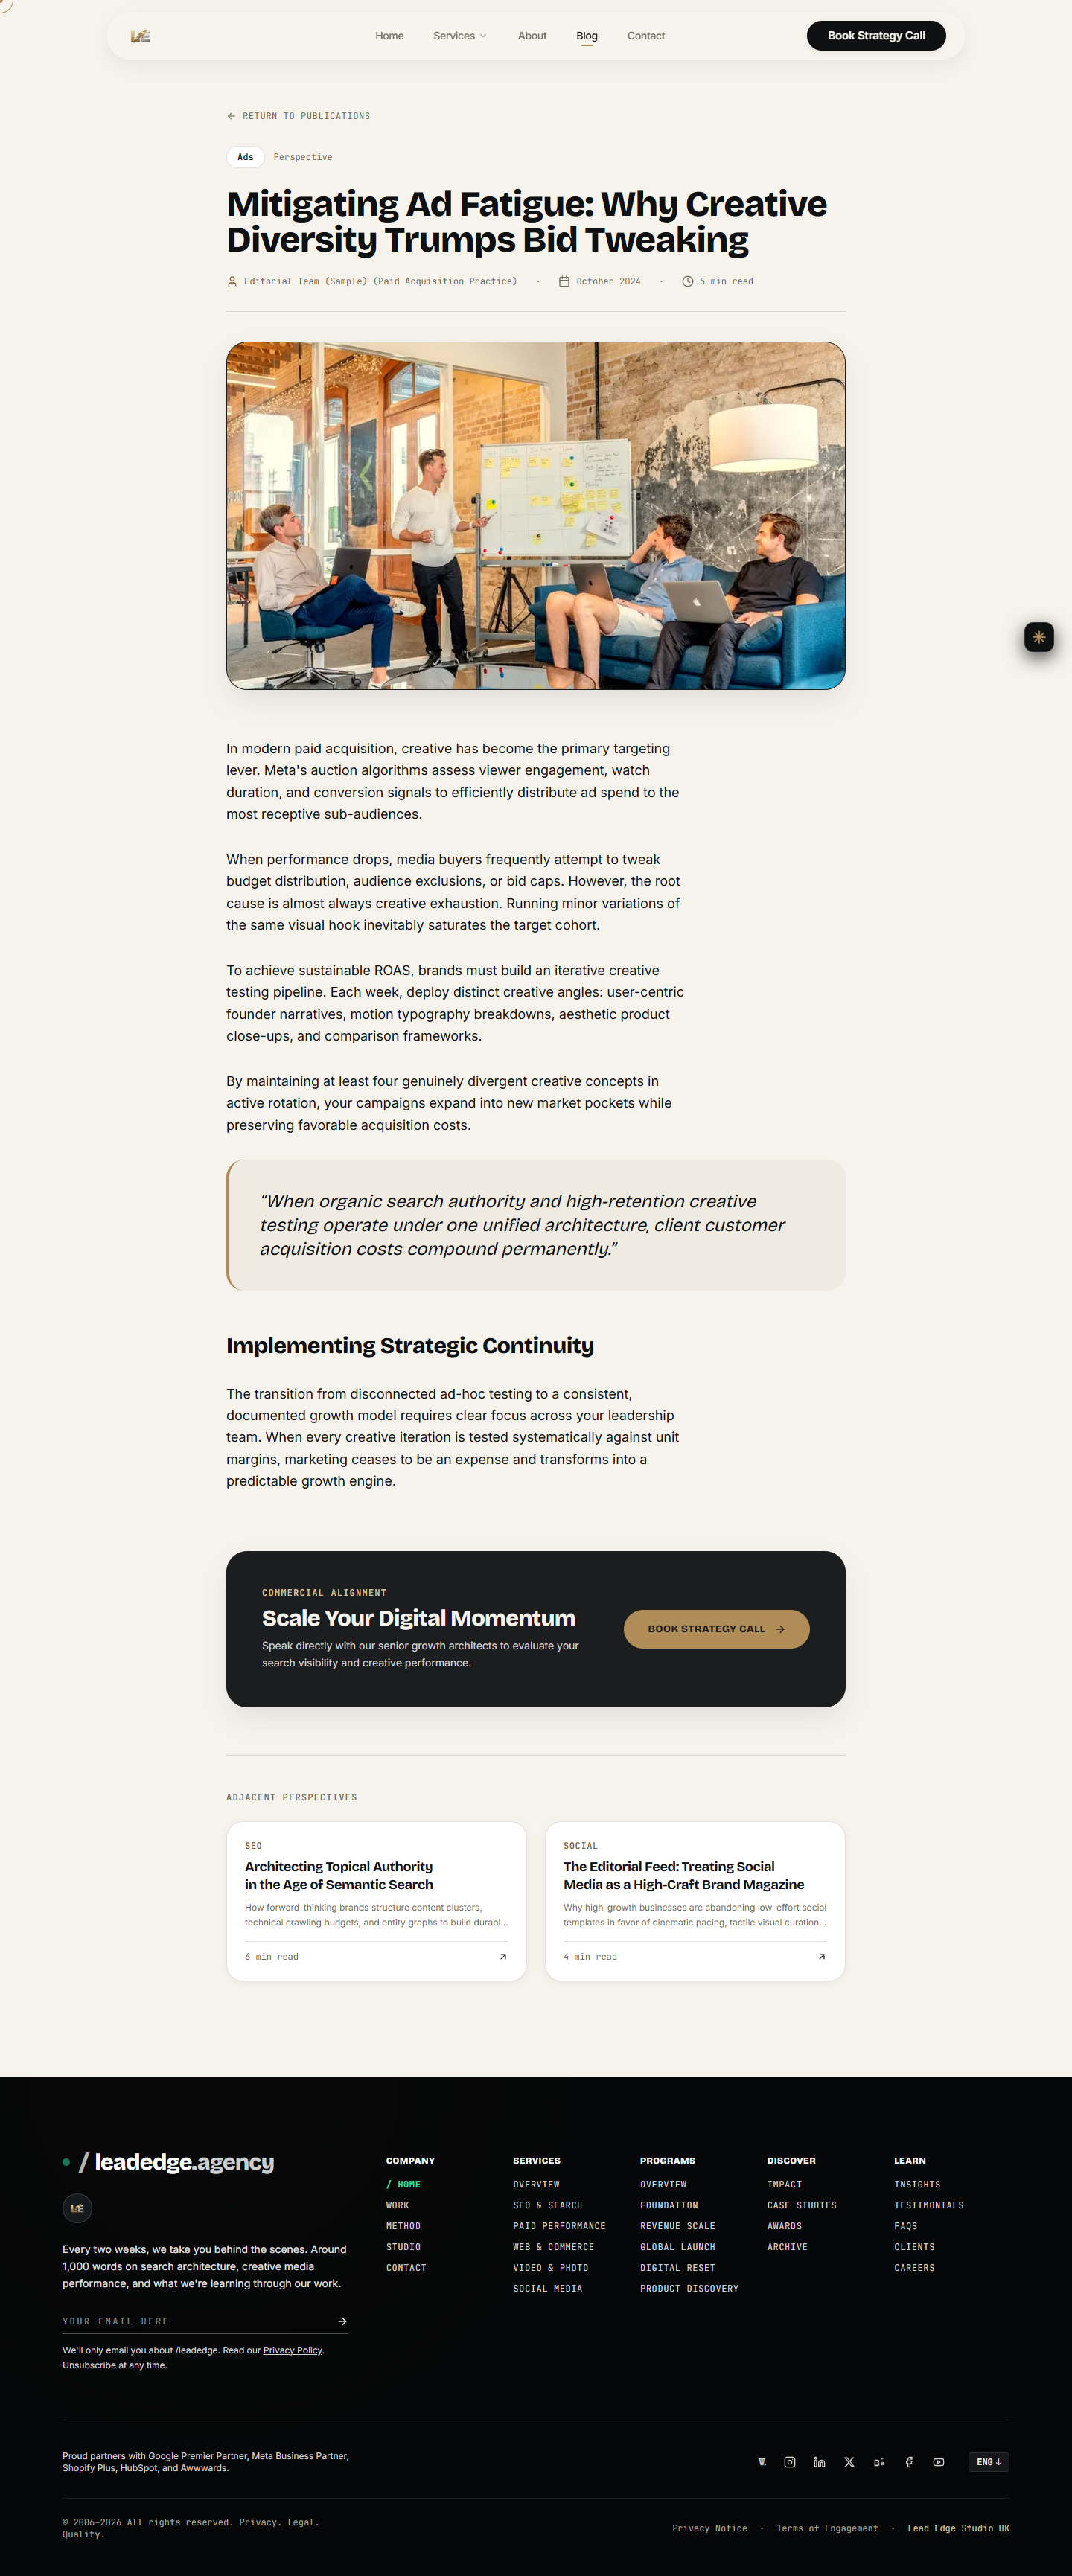 LE
Home
Services
About
Blog
Contact
Book Strategy Call
RETURN TO PUBLICATIONS
Ads
Perspective
Mitigating Ad Fatigue: Why Creative
Diversity Trumps Bid Tweaking
Editorial Team (Sample) (Paid Acquisition Practice)
·
October 2024
·
5 min read
In modern paid acquisition, creative has become the primary targeting
lever. Meta's auction algorithms assess viewer engagement, watch
duration, and conversion signals to efficiently distribute ad spend to the
most receptive sub-audiences.
When performance drops, media buyers frequently attempt to tweak
budget distribution, audience exclusions, or bid caps. However, the root
cause is almost always creative exhaustion. Running minor variations of
the same visual hook inevitably saturates the target cohort.
To achieve sustainable ROAS, brands must build an iterative creative
testing pipeline. Each week, deploy distinct creative angles: user-centric
founder narratives, motion typography breakdowns, aesthetic product
close-ups, and comparison frameworks.
By maintaining at least four genuinely divergent creative concepts in
active rotation, your campaigns expand into new market pockets while
preserving favorable acquisition costs.
“When organic search authority and high-retention creative
testing operate under one unified architecture, client customer
acquisition costs compound permanently.”
Implementing Strategic Continuity
The transition from disconnected ad-hoc testing to a consistent,
documented growth model requires clear focus across your leadership
team. When every creative iteration is tested systematically against unit
margins, marketing ceases to be an expense and transforms into a
predictable growth engine.
COMMERCIAL ALIGNMENT
Scale Your Digital Momentum
Speak directly with our senior growth architects to evaluate your
search visibility and creative performance.
BOOK STRATEGY CALL
ADJACENT PERSPECTIVES
SEO
Architecting Topical Authority
in the Age of Semantic Search
How forward-thinking brands structure content clusters,
technical crawling budgets, and entity graphs to build durabl...
6 min read
SOCIAL
The Editorial Feed: Treating Social
Media as a High-Craft Brand Magazine
Why high-growth businesses are abandoning low-effort social
templates in favor of cinematic pacing, tactile visual curation...
4 min read
/ leadedge.agency
LE
Every two weeks, we take you behind the scenes. Around
1,000 words on search architecture, creative media
performance, and what we're learning through our work.
YOUR EMAIL HERE
We'll only email you about /leadedge. Read our Privacy Policy.
Unsubscribe at any time.
COMPANY
/ HOME
WORK
METHOD
STUDIO
CONTACT
SERVICES
OVERVIEW
SEO & SEARCH
PAID PERFORMANCE
WEB & COMMERCE
VIDEO & PHOTO
SOCIAL MEDIA
PROGRAMS
OVERVIEW
FOUNDATION
REVENUE SCALE
GLOBAL LAUNCH
DIGITAL RESET
PRODUCT DISCOVERY
DISCOVER
IMPACT
CASE STUDIES
AWARDS
ARCHIVE
LEARN
INSIGHTS
TESTIMONIALS
FAQS
CLIENTS
CAREERS
Proud partners with Google Premier Partner, Meta Business Partner,
Shopify Plus, HubSpot, and Awwwards.
ENG ↓
© 2006–2026 All rights reserved. Privacy. Legal.
Quality.
Privacy Notice
·
Terms of Engagement
·
Lead Edge Studio UK